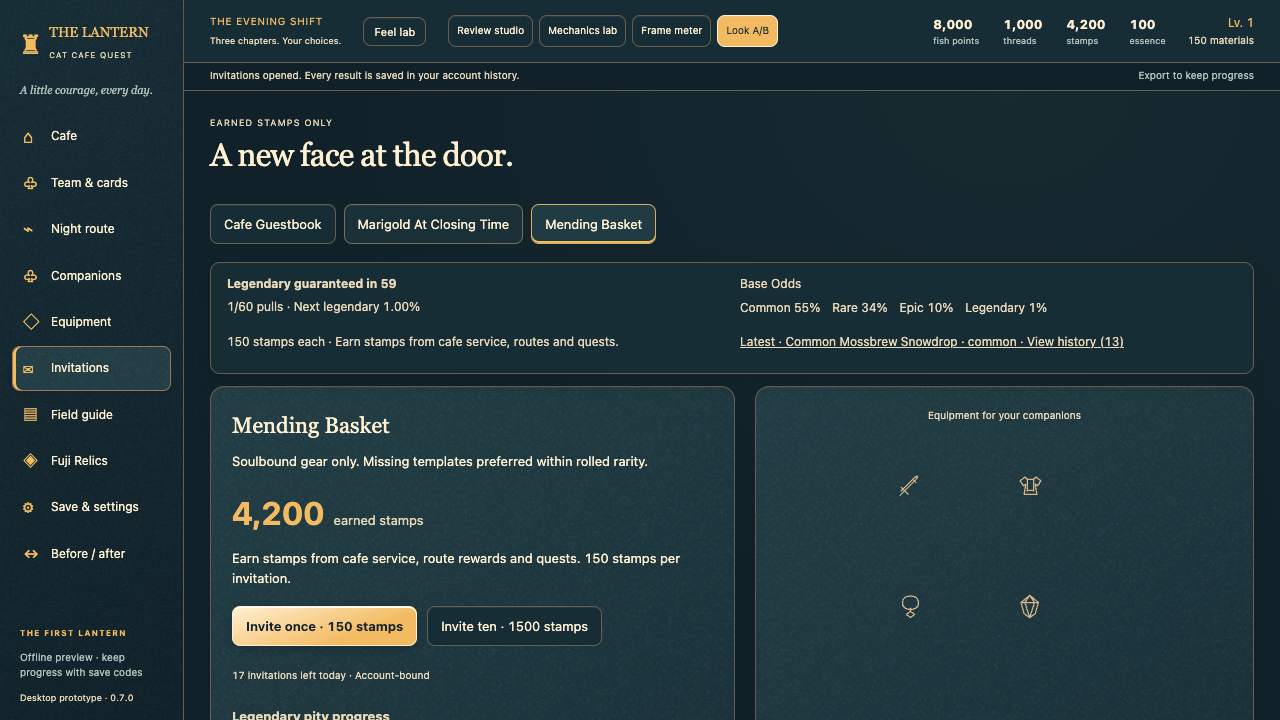 THE LANTERN
CAT CAFE QUEST
A little courage, every day.
Cafe
Team & cards
Night route
Companions
Equipment
Invitations
Field guide
Fuji Relics
Save & settings
Before / after
THE FIRST LANTERN
Offline preview · keep
progress with save codes
Desktop prototype · 0.7.0
THE EVENING SHIFT
Three chapters. Your choices.
Feel lab
Review studio
Mechanics lab
Frame meter
Look A/B
8,000
fish points
1,000
threads
4,200
stamps
100
essence
Lv. 1
150 materials
Invitations opened. Every result is saved in your account history.
Export to keep progress
EARNED STAMPS ONLY
A new face at the door.
Cafe Guestbook
Marigold At Closing Time
Mending Basket
Legendary guaranteed in 59
1/60 pulls · Next legendary 1.00%
150 stamps each · Earn stamps from cafe service, routes and quests.
Base Odds
Common 55% Rare 34% Epic 10% Legendary 1%
Latest · Common Mossbrew Snowdrop · common · View history (13)
Mending Basket
Soulbound gear only. Missing templates preferred within rolled rarity.
4,200 earned stamps
Earn stamps from cafe service, route rewards and quests. 150 stamps per
invitation.
Invite once · 150 stamps
Invite ten · 1500 stamps
17 invitations left today · Account-bound
Legendary pity progress
Equipment for your companions